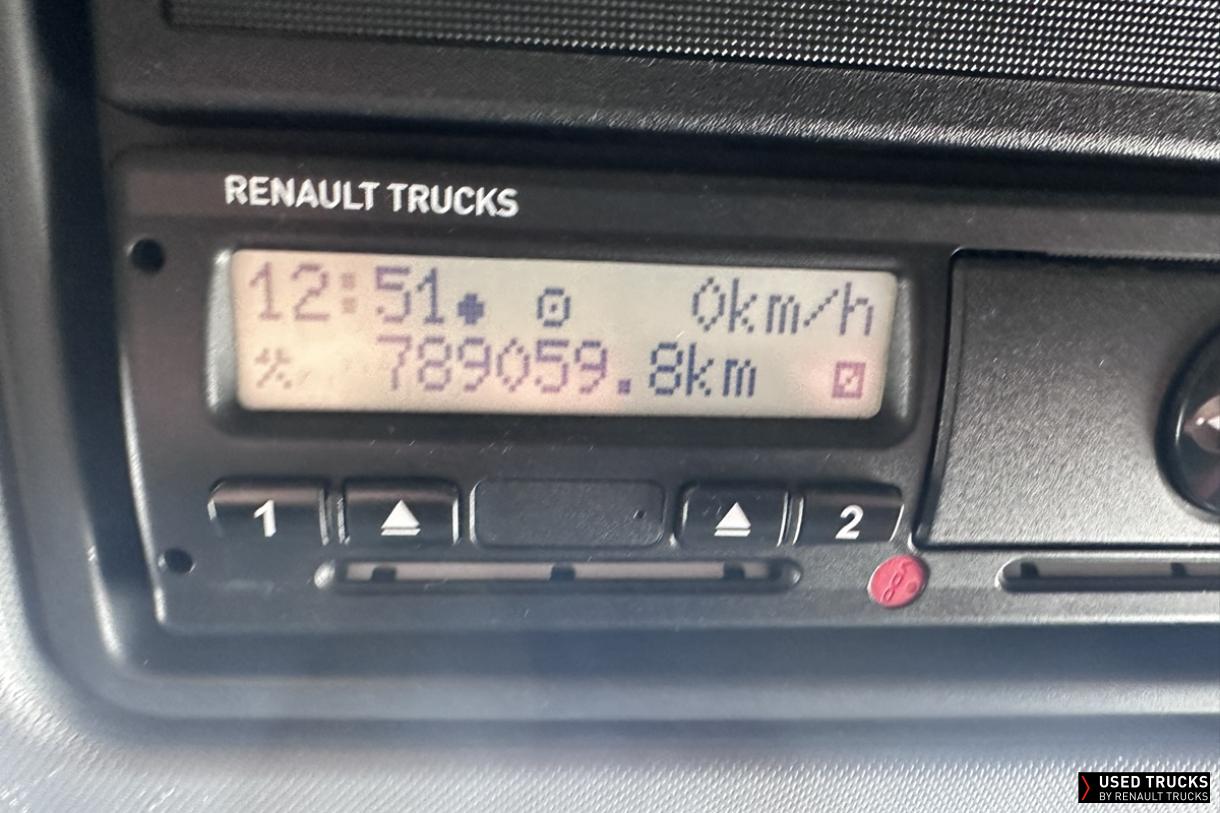 RENAULT TRUCKS
12:51 0km/h
789059.8km
1 2
USED TRUCKS
BY RENAULT TRUCKS